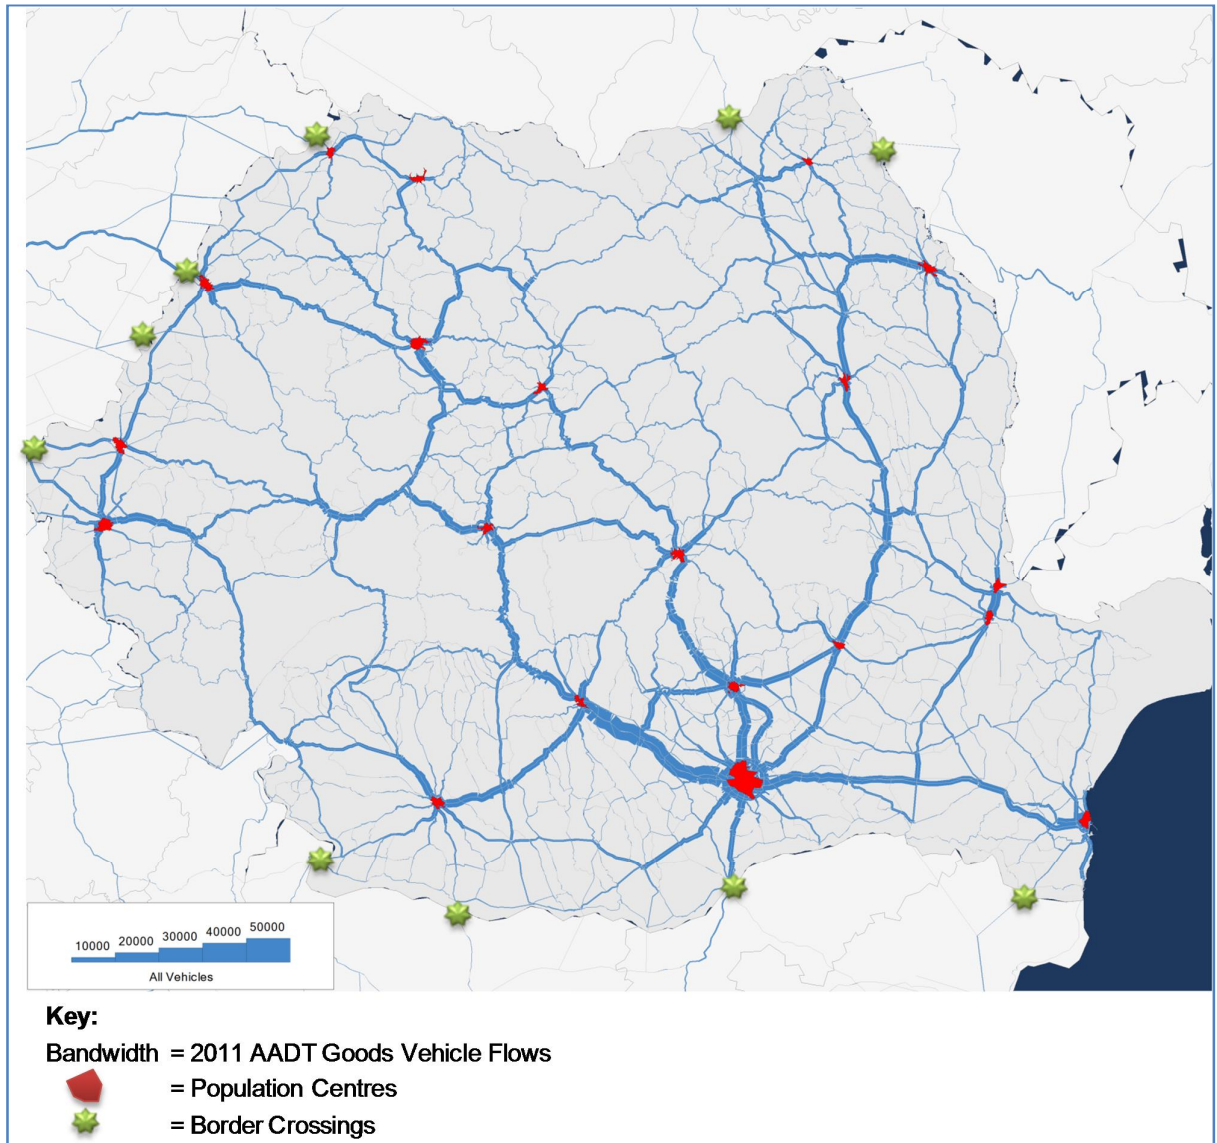 10000 20000 30000 40000 50000
All Vehicles
Key:
Bandwidth = 2011 AADT Goods Vehicle Flows
= Population Centres
= Border Crossings